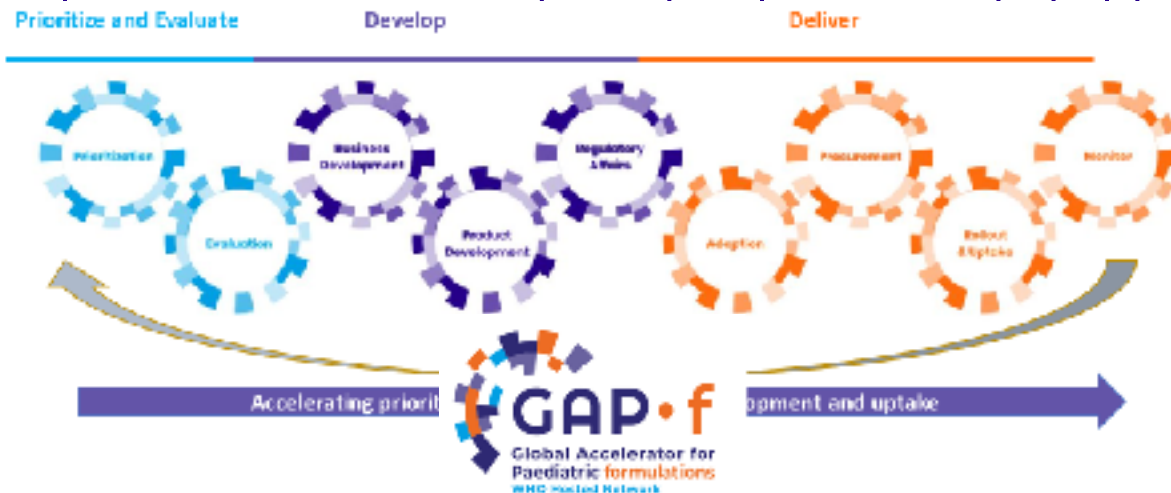 Prioritize and Evaluate
Develop
Deliver
Prioritization
Evaluation
Business
Development
Product
Development
Regulatory
Affairs
Adoption
Procurement
Rollout
&Uptake
Monitor
Accelerating priorit
opment and uptake
GAP•f
Global Accelerator for
Paediatric formulations
WHO Hosted Network